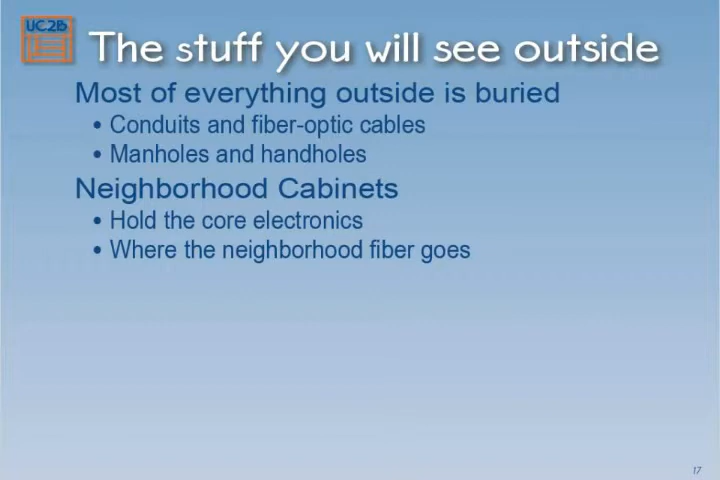 UC2B
The stuff you will see outside
Most of everything outside is buried
• Conduits and fiber-optic cables
• Manholes and handholes
Neighborhood Cabinets
• Hold the core electronics
• Where the neighborhood fiber goes
17